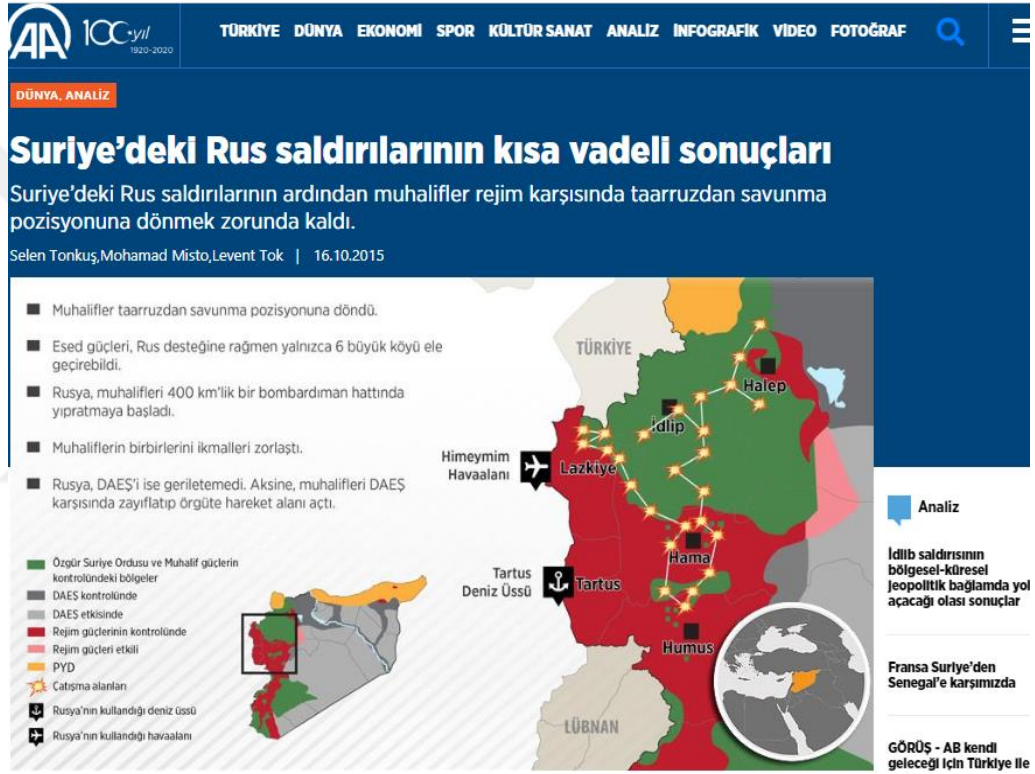 AA 100.yıl
1920-2020
TÜRKİYE DÜNYA EKONOMİ SPOR KÜLTÜR SANAT ANALİZ İNFOGRAFİK VİDEO FOTOĞRAF
DÜNYA, ANALİZ
Suriye’deki Rus saldırılarının kısa vadeli sonuçları
Suriye’deki Rus saldırılarının ardından muhalifler rejim karşısında taarruzdan savunma
pozisyonuna dönmek zorunda kaldı.
Selen Tonkuş,Mohamad Misto,Levent Tok | 16.10.2015
Muhalifler taarruzdan savunma pozisyonuna döndü.
Esed güçleri, Rus desteğine rağmen yalnızca 6 büyük köyü ele
geçirebildi.
Rusya, muhalifleri 400 km’lik bir bombardıman hattında
yıpratmaya başladı.
Muhaliflerin birbirlerini ikmalleri zorlaştı.
Rusya, DAEŞ’i ise geriletemedi. Aksine, muhalifleri DAEŞ
karşısında zayıflatıp örgüte hareket alanı açtı.
Özgür Suriye Ordusu ve Muhalif güçlerin
kontrolündeki bölgeler
DAEŞ kontrolünde
DAEŞ etkisinde
Rejim güçlerinin kontrolünde
Rejim güçleri etkili
PYD
Çatışma alanları
Rusya’nın kullandığı deniz üssü
Rusya’nın kullandığı havaalanı
TÜRKİYE
Halep
İdlip
Himeymim
Havaalanı
Lazkiye
Hama
Tartus
Deniz Üssü
Tartus
Humus
LÜBNAN
Analiz
İdlib saldırısının
bölgesel-küresel
jeopolitik bağlamda yol
açacağı olası sonuçlar
Fransa Suriye’den
Senegal’e karşımızda
GÖRÜŞ - AB kendi
geleceği için Türkiye ile